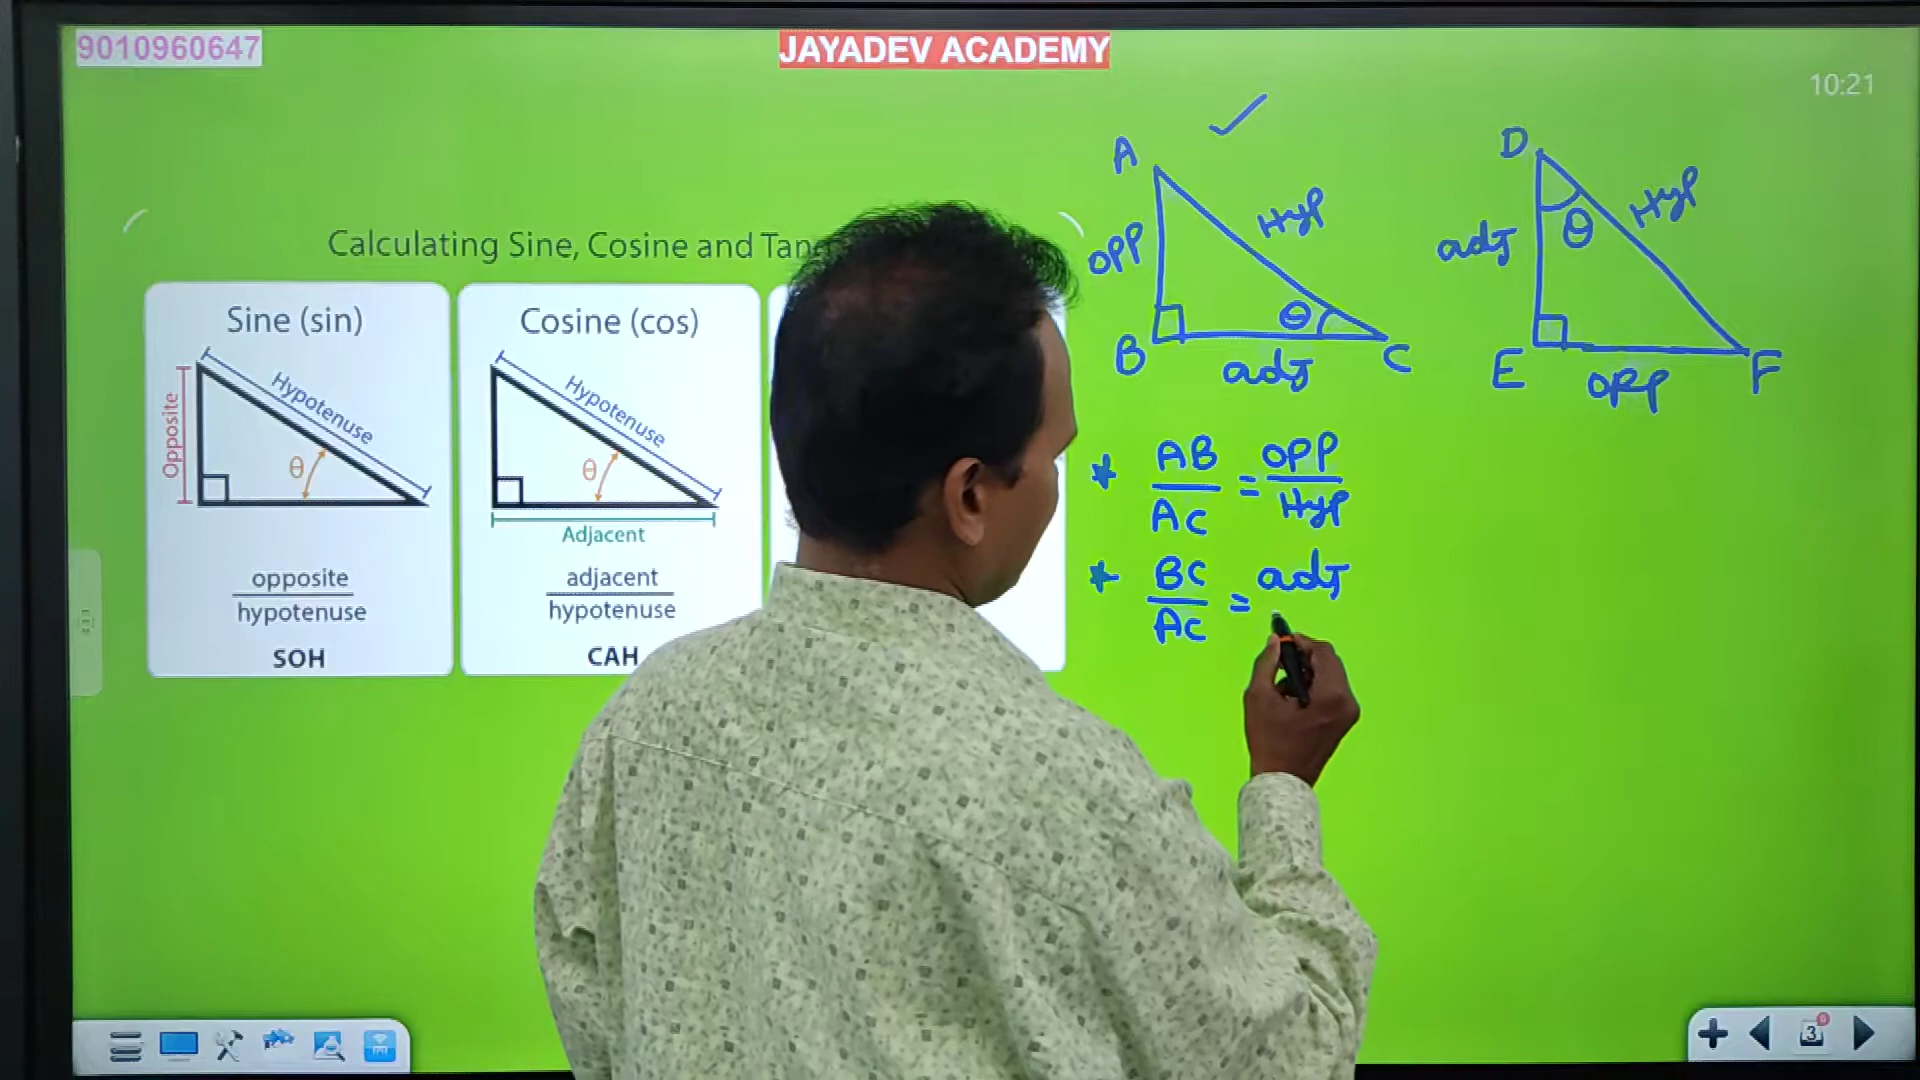 9010960647
JAYADEV ACADEMY
10:21
Calculating Sine, Cosine and
Sine (sin)
Opposite
Hypotenuse
θ
opposite
hypotenuse
SOH
Cosine (cos)
Hypotenuse
θ
Adjacent
adjacent
hypotenuse
CAH
A
opp
Hyp
θ
B
adj
C
D
adj
θ
Hyp
E
opp
F
* AB/AC = opp/Hyp
* BC/AC = adj
3